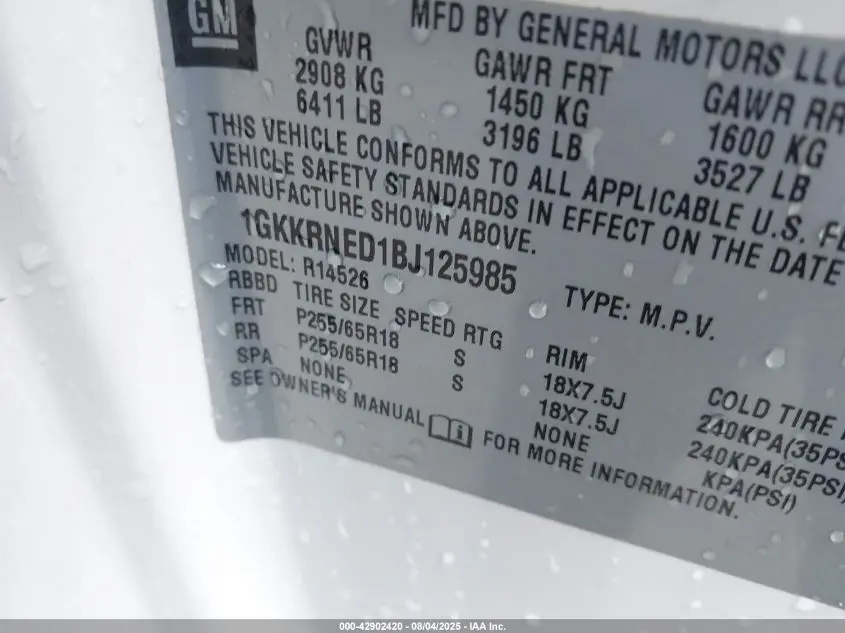 GM
MFD BY GENERAL MOTORS LLC
GVWR GAWR FRT GAWR RR
2908 KG 1450 KG 1600 KG
6411 LB 3196 LB 3527 LB
THIS VEHICLE CONFORMS TO ALL APPLICABLE U.S.
VEHICLE SAFETY STANDARDS IN EFFECT ON THE DATE
MANUFACTURE SHOWN ABOVE.
1GKKRNED1BJ125985 TYPE: M.P.V.
MODEL: R14526
RBBD TIRE SIZE SPEED RTG RIM COLD TIRE
FRT P255/65R18 S 18X7.5J 240KPA(35PS
RR P255/65R18 S 18X7.5J 240KPA(35PSI)
SPA NONE NONE KPA(PSI)
SEE OWNER'S MANUAL FOR MORE INFORMATION.
000-42902420 - 08/04/2025 - IAA Inc.